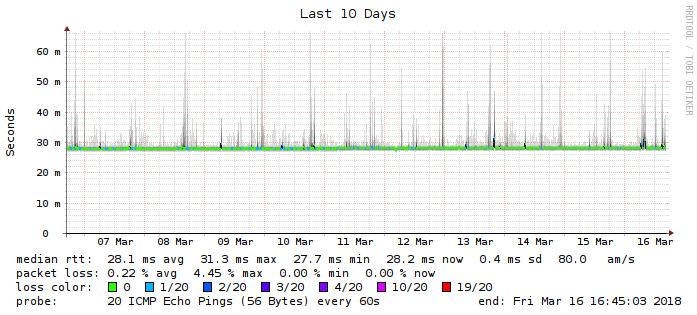 Last 10 Days
RRDTOOL / TOBI OETIKER
Seconds
60 m
50 m
40 m
30 m
20 m
10 m
0
07 Mar 08 Mar 09 Mar 10 Mar 11 Mar 12 Mar 13 Mar 14 Mar 15 Mar 16 Mar
median rtt: 28.1 ms avg 31.3 ms max 27.7 ms min 28.2 ms now 0.4 ms sd 80.0 am/s
packet loss: 0.22 % avg 4.45 % max 0.00 % min 0.00 % now
loss color: 0 1/20 2/20 3/20 4/20 10/20 19/20
probe: 20 ICMP Echo Pings (56 Bytes) every 60s end: Fri Mar 16 16:45:03 2018